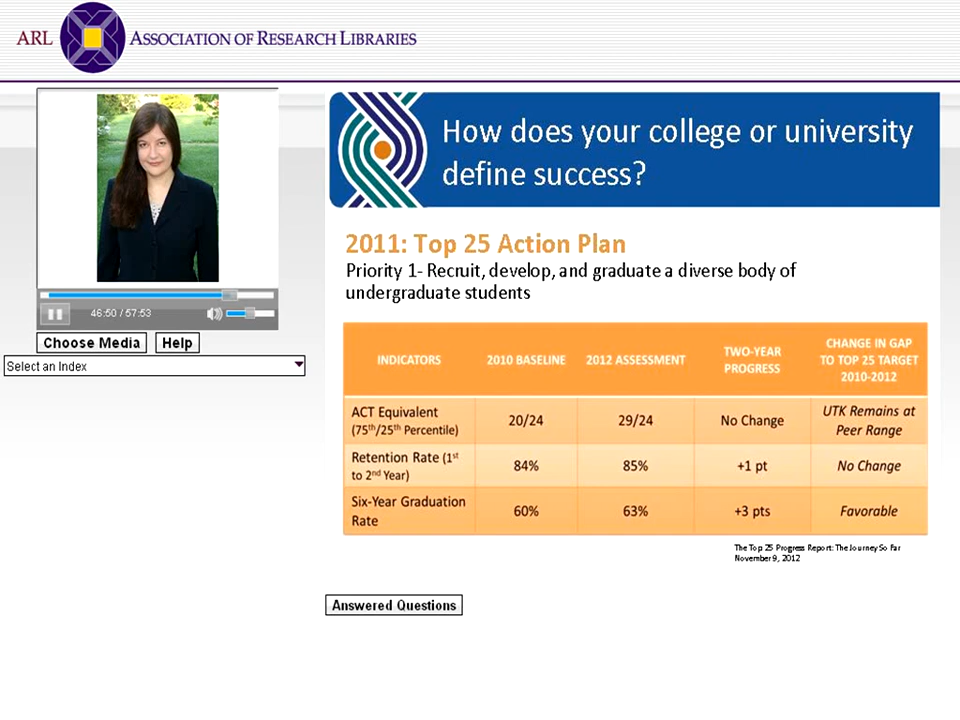 ARL ASSOCIATION OF RESEARCH LIBRARIES
46:50 / 57:53
Choose Media Help
Select an Index
How does your college or university
define success?
2011: Top 25 Action Plan
Priority 1- Recruit, develop, and graduate a diverse body of
undergraduate students
INDICATORS 2010 BASELINE 2012 ASSESSMENT TWO-YEAR PROGRESS CHANGE IN GAP TO TOP 25 TARGET 2010-2012
ACT Equivalent (75th/25th Percentile) 20/24 29/24 No Change UTK Remains at Peer Range
Retention Rate (1st to 2nd Year) 84% 85% +1 pt No Change
Six-Year Graduation Rate 60% 63% +3 pts Favorable
The Top 25 Progress Report: The Journey So Far
November 9, 2012
Answered Questions